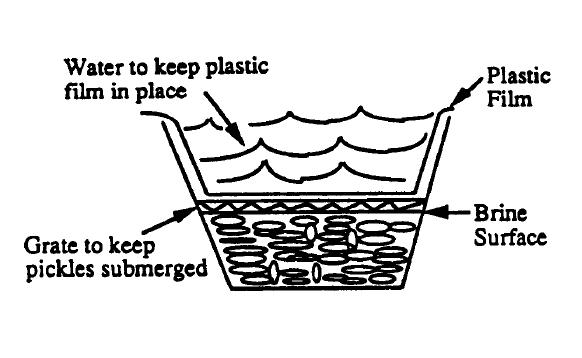 Water to keep plastic
film in place
Plastic
Film
Grate to keep
pickles submerged
Brine
Surface